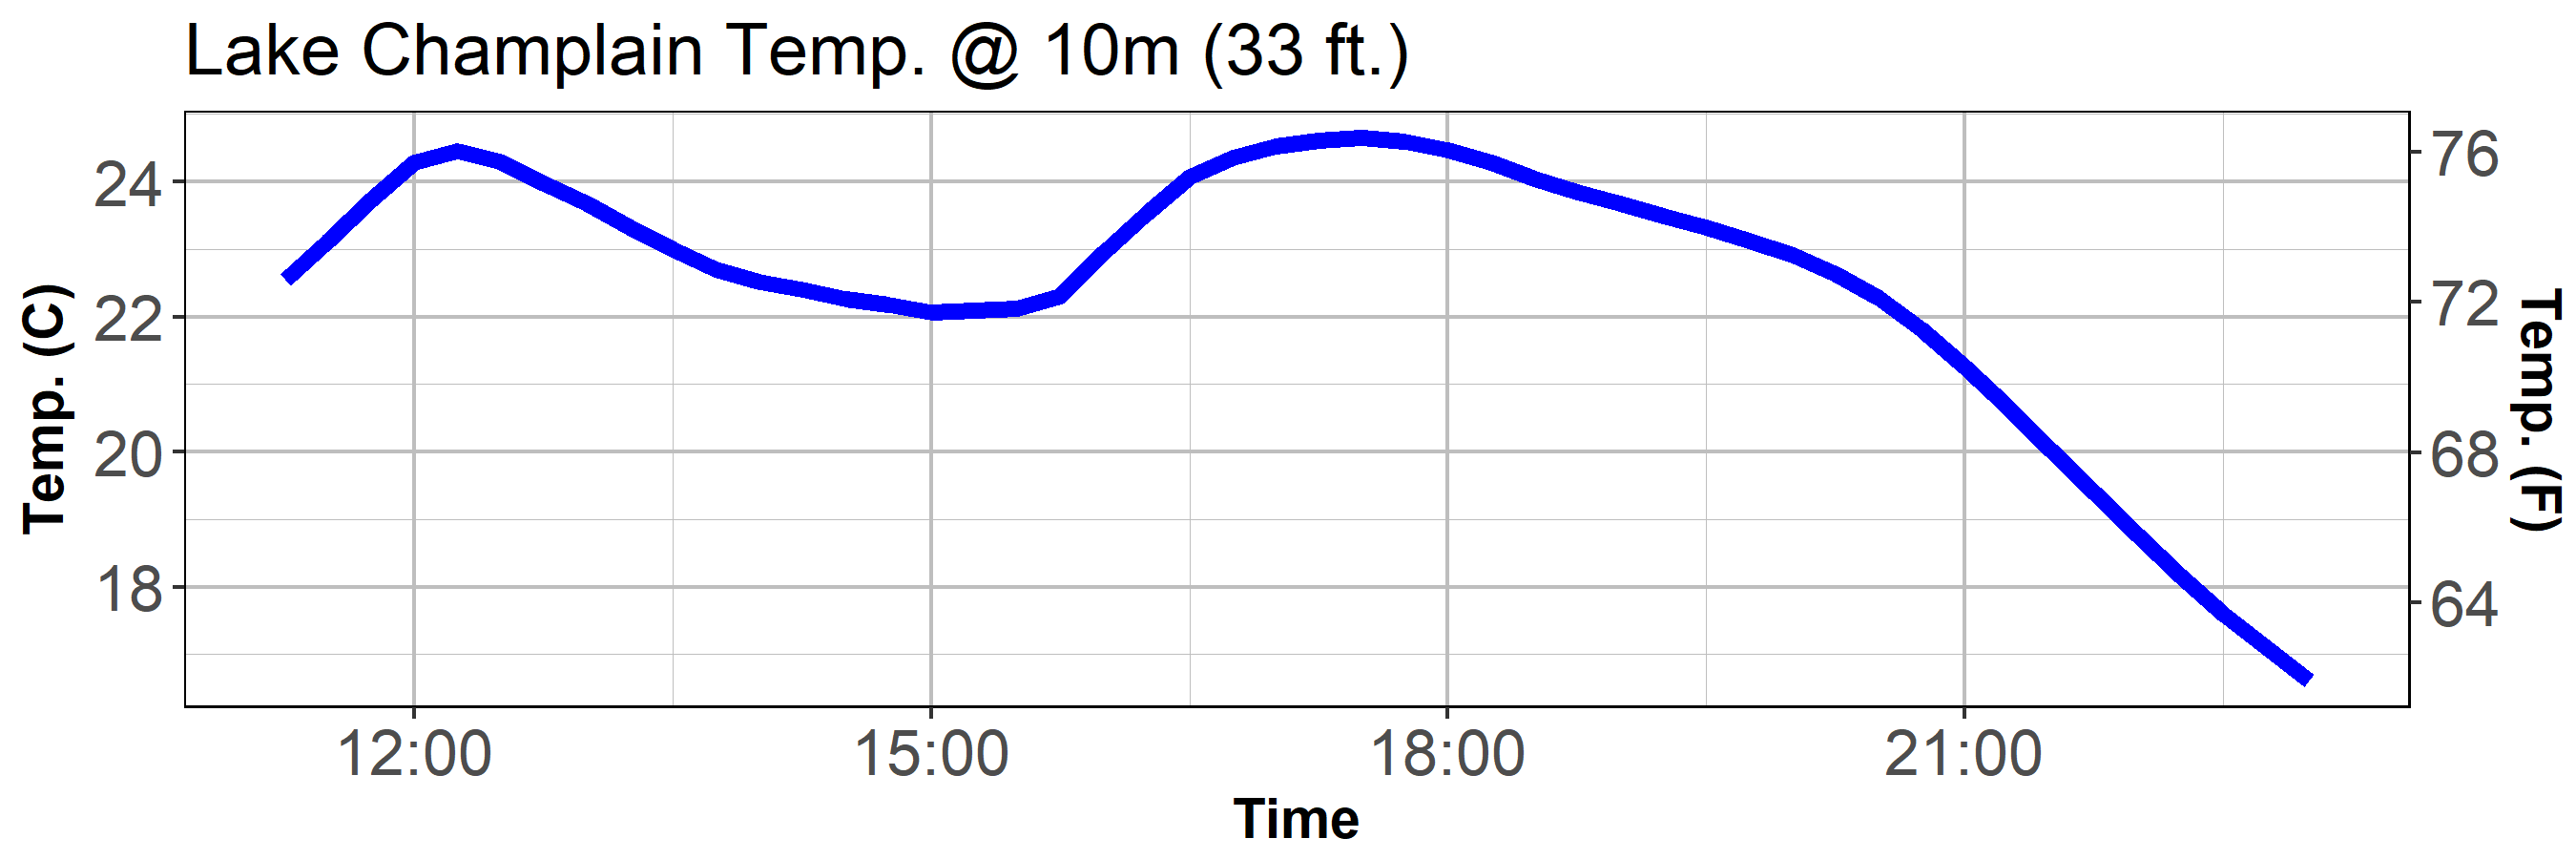 Lake Champlain Temp. @ 10m (33 ft.)
Temp. (C)
24
22
20
18
76
72
68
64
Temp. (F)
12:00 15:00 18:00 21:00
Time